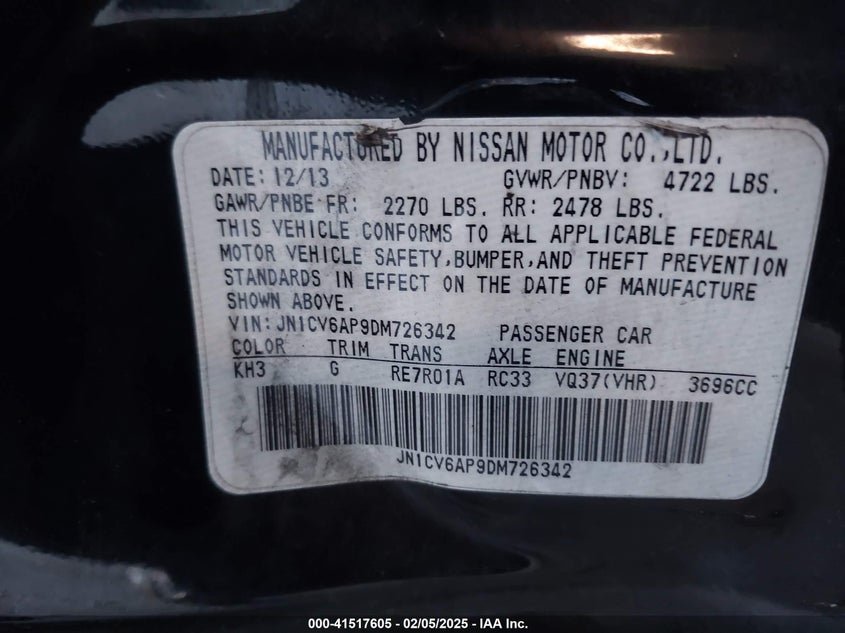 MANUFACTURED BY NISSAN MOTOR CO.,LTD.
DATE: 12/13 GVWR/PNBV: 4722 LBS.
GAWR/PNBE FR: 2270 LBS. RR: 2478 LBS.
THIS VEHICLE CONFORMS TO ALL APPLICABLE FEDERAL
MOTOR VEHICLE SAFETY,BUMPER,AND THEFT PREVENTION
STANDARDS IN EFFECT ON THE DATE OF MANUFACTURE
SHOWN ABOVE.
VIN: JN1CV6AP9DM726342 PASSENGER CAR
COLOR TRIM TRANS AXLE ENGINE
KH3 G RE7R01A RC33 VQ37(VHR) 3696CC
JN1CV6AP9DM726342
000-41517605 - 02/05/2025 - IAA Inc.